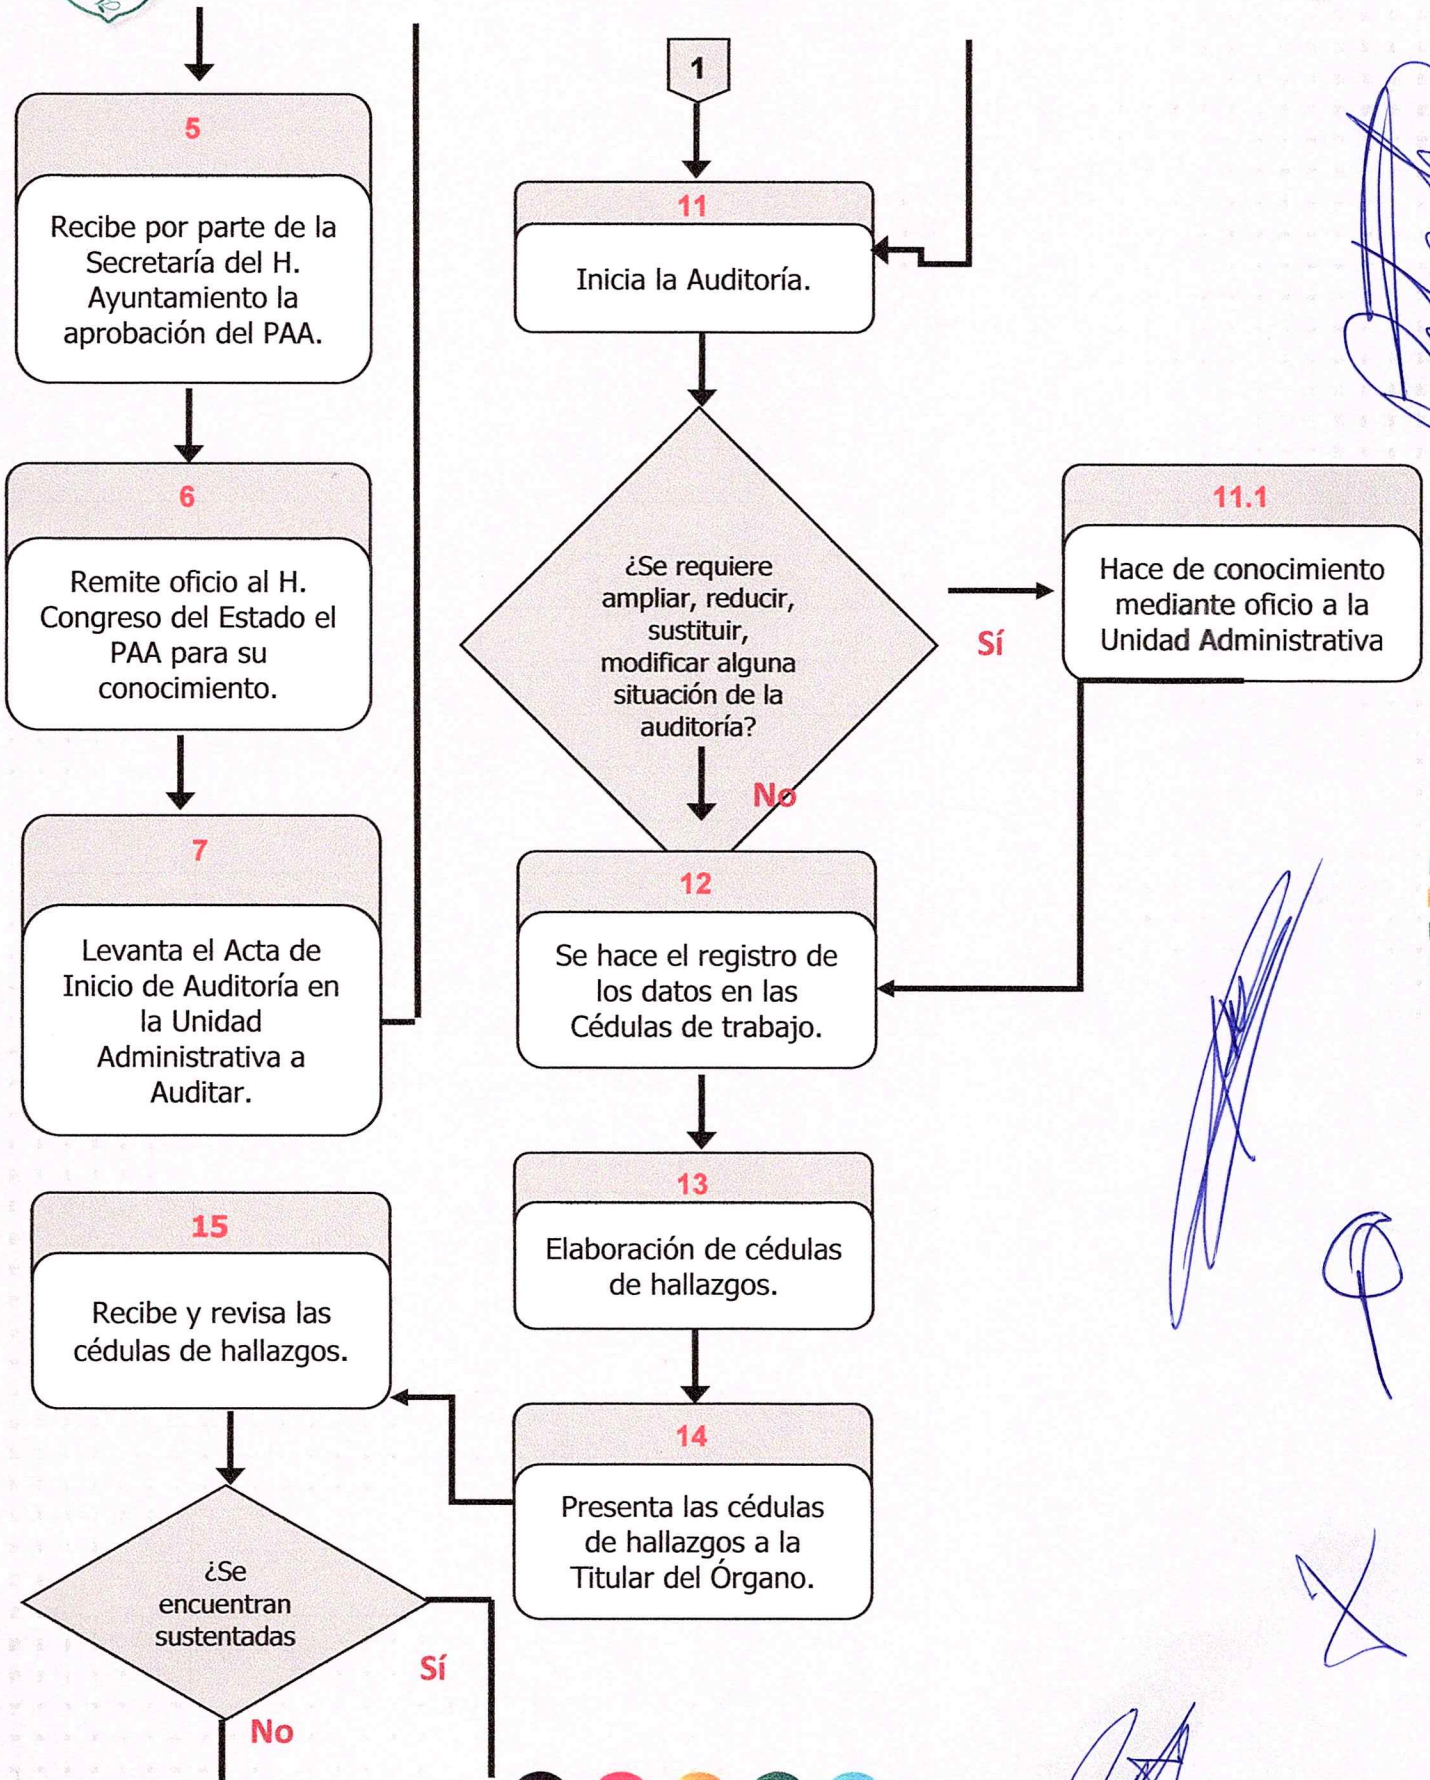 5
Recibe por parte de la
Secretaría del H.
Ayuntamiento la
aprobación del PAA.
6
Remite oficio al H.
Congreso del Estado el
PAA para su
conocimiento.
7
Levanta el Acta de
Inicio de Auditoría en
la Unidad
Administrativa a
Auditar.
1
11
Inicia la Auditoría.
¿Se requiere
ampliar, reducir,
sustituir,
modificar alguna
situación de la
auditoría?
Sí
No
11.1
Hace de conocimiento
mediante oficio a la
Unidad Administrativa
12
Se hace el registro de
los datos en las
Cédulas de trabajo.
13
Elaboración de cédulas
de hallazgos.
14
Presenta las cédulas
de hallazgos a la
Titular del Órgano.
15
Recibe y revisa las
cédulas de hallazgos.
¿Se
encuentran
sustentadas
Sí
No